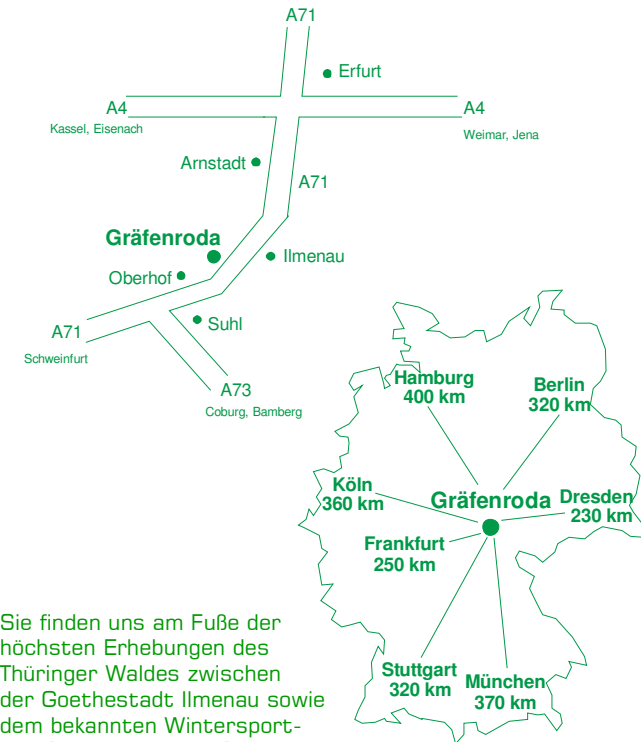 A71
Erfurt
A4
A4
Kassel, Eisenach
Weimar, Jena
Arnstadt
A71
Gräfenroda
Ilmenau
Oberhof
Suhl
A71
Schweinfurt
A73
Coburg, Bamberg
Hamburg
400 km
Berlin
320 km
Köln
360 km
Gräfenroda
Dresden
230 km
Frankfurt
250 km
Stuttgart
320 km
München
370 km
Sie finden uns am Fuße der
höchsten Erhebungen des
Thüringer Waldes zwischen
der Goethestadt Ilmenau sowie
dem bekannten Wintersport-